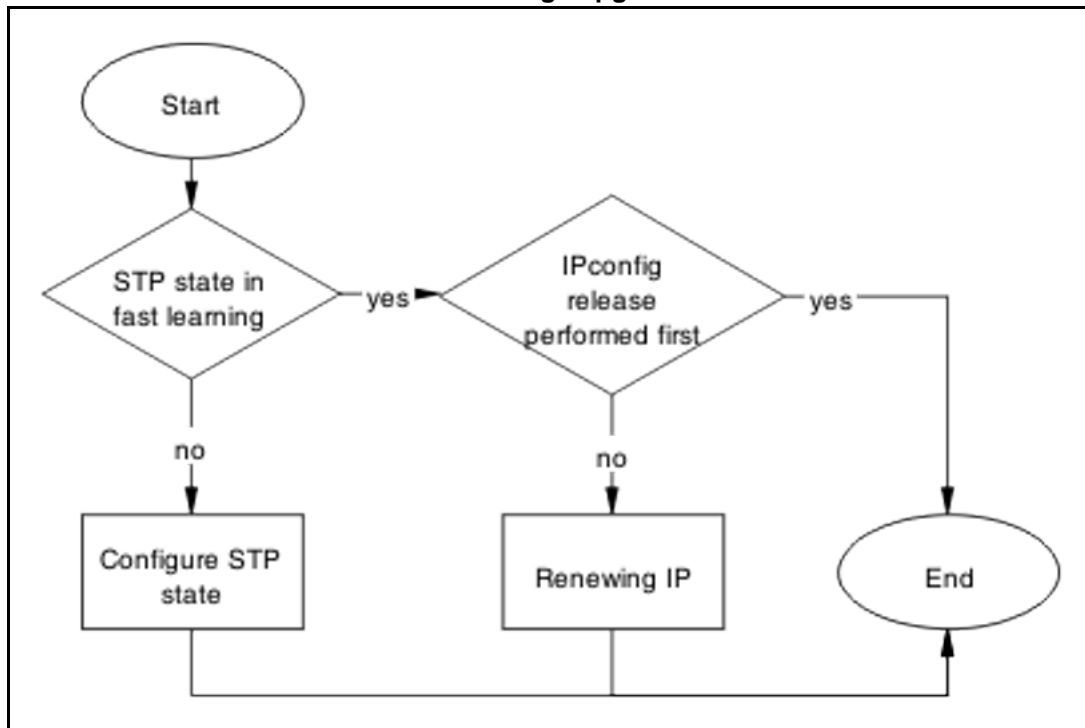 Start
STP state in
fast learning
yes
IPconfig
release
performed first
yes
no
no
Configure STP
state
Renewing IP
End